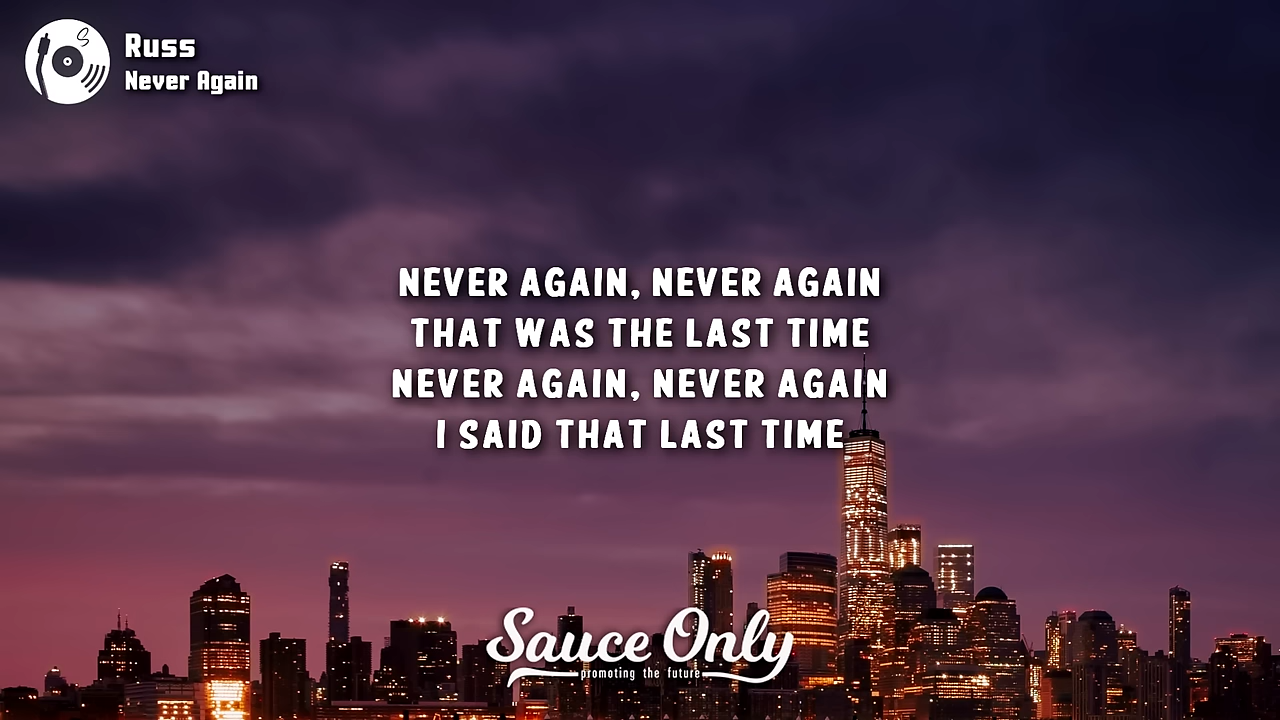 Russ
Never Again
NEVER AGAIN, NEVER AGAIN
THAT WAS THE LAST TIME
NEVER AGAIN, NEVER AGAIN
I SAID THAT LAST TIME
Sauce Only
promoting the future